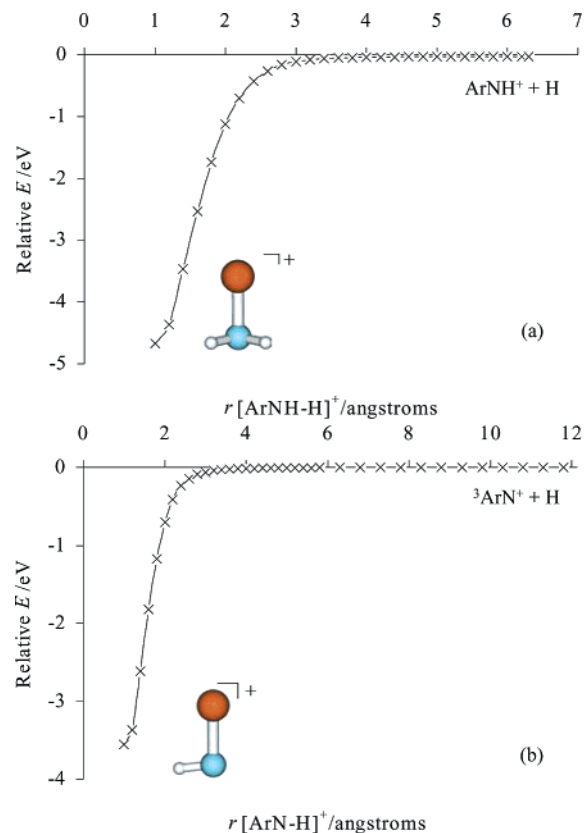 0 1 2 3 4 5 6 7
0
-1
-2
-3
-4
-5
Relative E /eV
ArNH⁺ + H
+
(a)
r [ArNH-H]⁺/angstroms
0 2 4 6 8 10 12
0
-1
-2
-3
-4
Relative E /eV
³ArN⁺ + H
+
(b)
r [ArN-H]⁺/angstroms